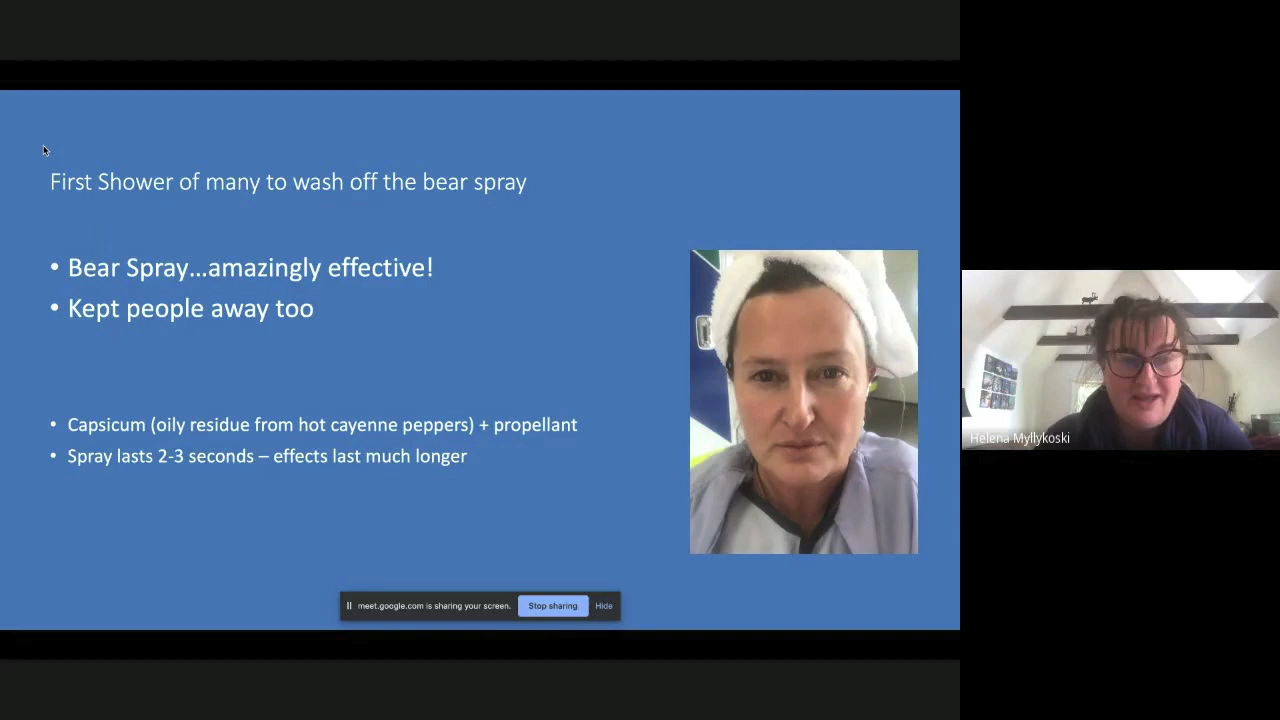 First Shower of many to wash off the bear spray
• Bear Spray...amazingly effective!
• Kept people away too
• Capsicum (oily residue from hot cayenne peppers) + propellant
• Spray lasts 2-3 seconds – effects last much longer
meet.google.com is sharing your screen. Stop sharing Hide
Helena Myllykoski